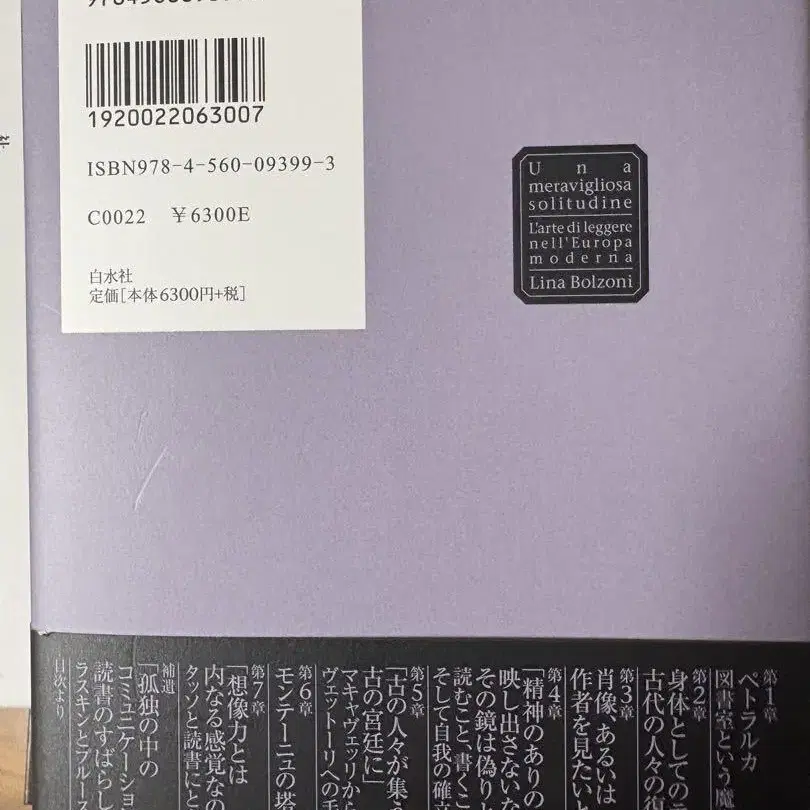 1920022063007
ISBN978-4-560-09399-3
C0022 ¥6300E
白水社
定価[本体6300円+税]
Una
meravigliosa
solitudine
L'arte di leggere
nell'Europa
moderna
Lina Bolzoni
第1章
ペトラルカ
図書室という魔
第2章
身体としての
古代の人々の
第3章
肖像、あるいは
作者を見たいと
第4章
「精神のありの
映し出さないな
その鏡は偽りと
読むこと、書くこ
そして自我の確立
第5章
「古の人々が集う
古の宮廷に」
マキャヴェッリから
ヴェットーリへの手
第6章
モンテーニュの塔
第7章
「想像力とは
内なる感覚なの
タッソと読書にと
補遺
「孤独の中の
コミュニケーショ
読書のすばらし
ラスキンとプルース
目次より